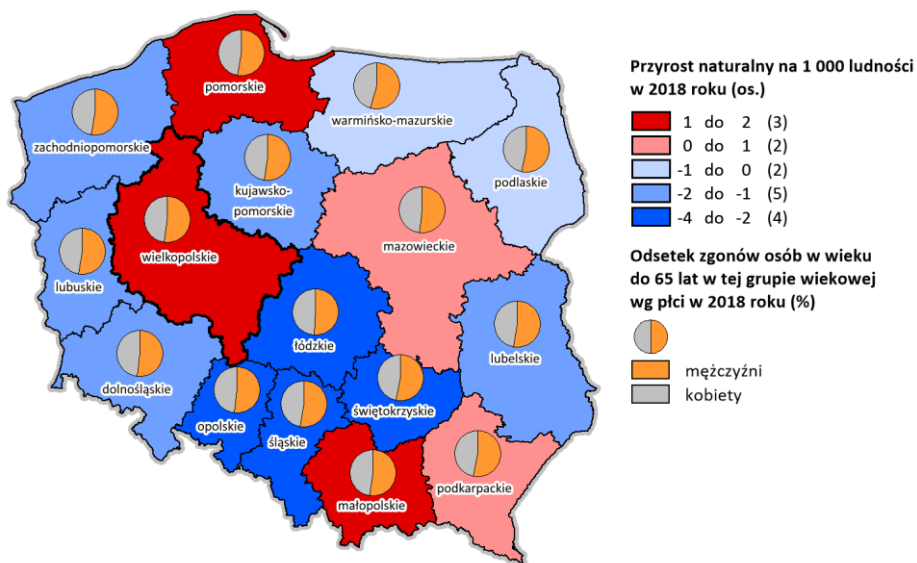 pomorskie
warmińsko-mazurskie
zachodniopomorskie
podlaskie
kujawsko-
pomorskie
wielkopolskie
mazowieckie
lubuskie
łódzkie
lubelskie
dolnośląskie
opolskie
śląskie
świętokrzyskie
małopolskie
podkarpackie
Przyrost naturalny na 1 000 ludności
w 2018 roku (os.)
1 do 2 (3)
0 do 1 (2)
-1 do 0 (2)
-2 do -1 (5)
-4 do -2 (4)
Odsetek zgonów osób w wieku
do 65 lat w tej grupie wiekowej
wg płci w 2018 roku (%)
mężczyźni
kobiety